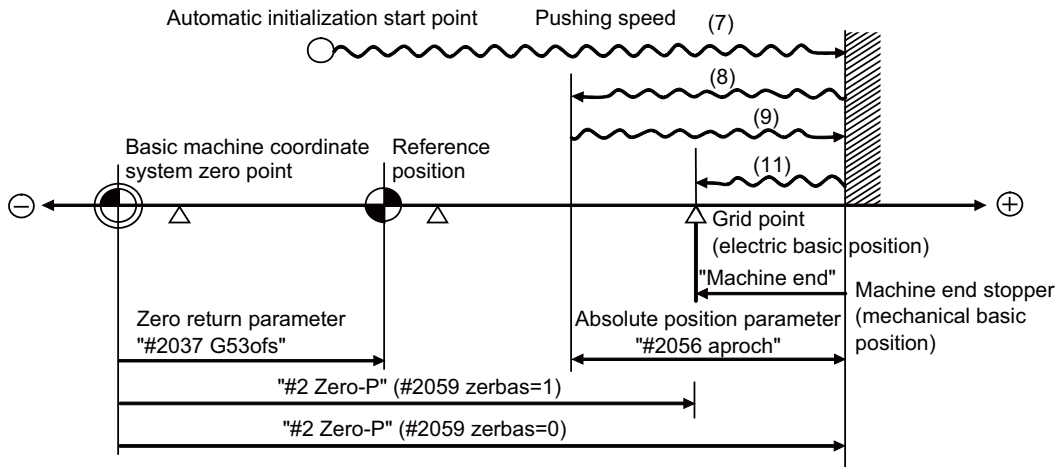 Automatic initialization start point
Pushing speed
(7)
(8)
(9)
(11)
Basic machine coordinate
system zero point
Reference
position
−
+
Grid point
(electric basic position)
"Machine end"
Machine end stopper
(mechanical basic
position)
Zero return parameter
"#2037 G53ofs"
Absolute position parameter
"#2056 aproch"
"#2 Zero-P" (#2059 zerbas=1)
"#2 Zero-P" (#2059 zerbas=0)